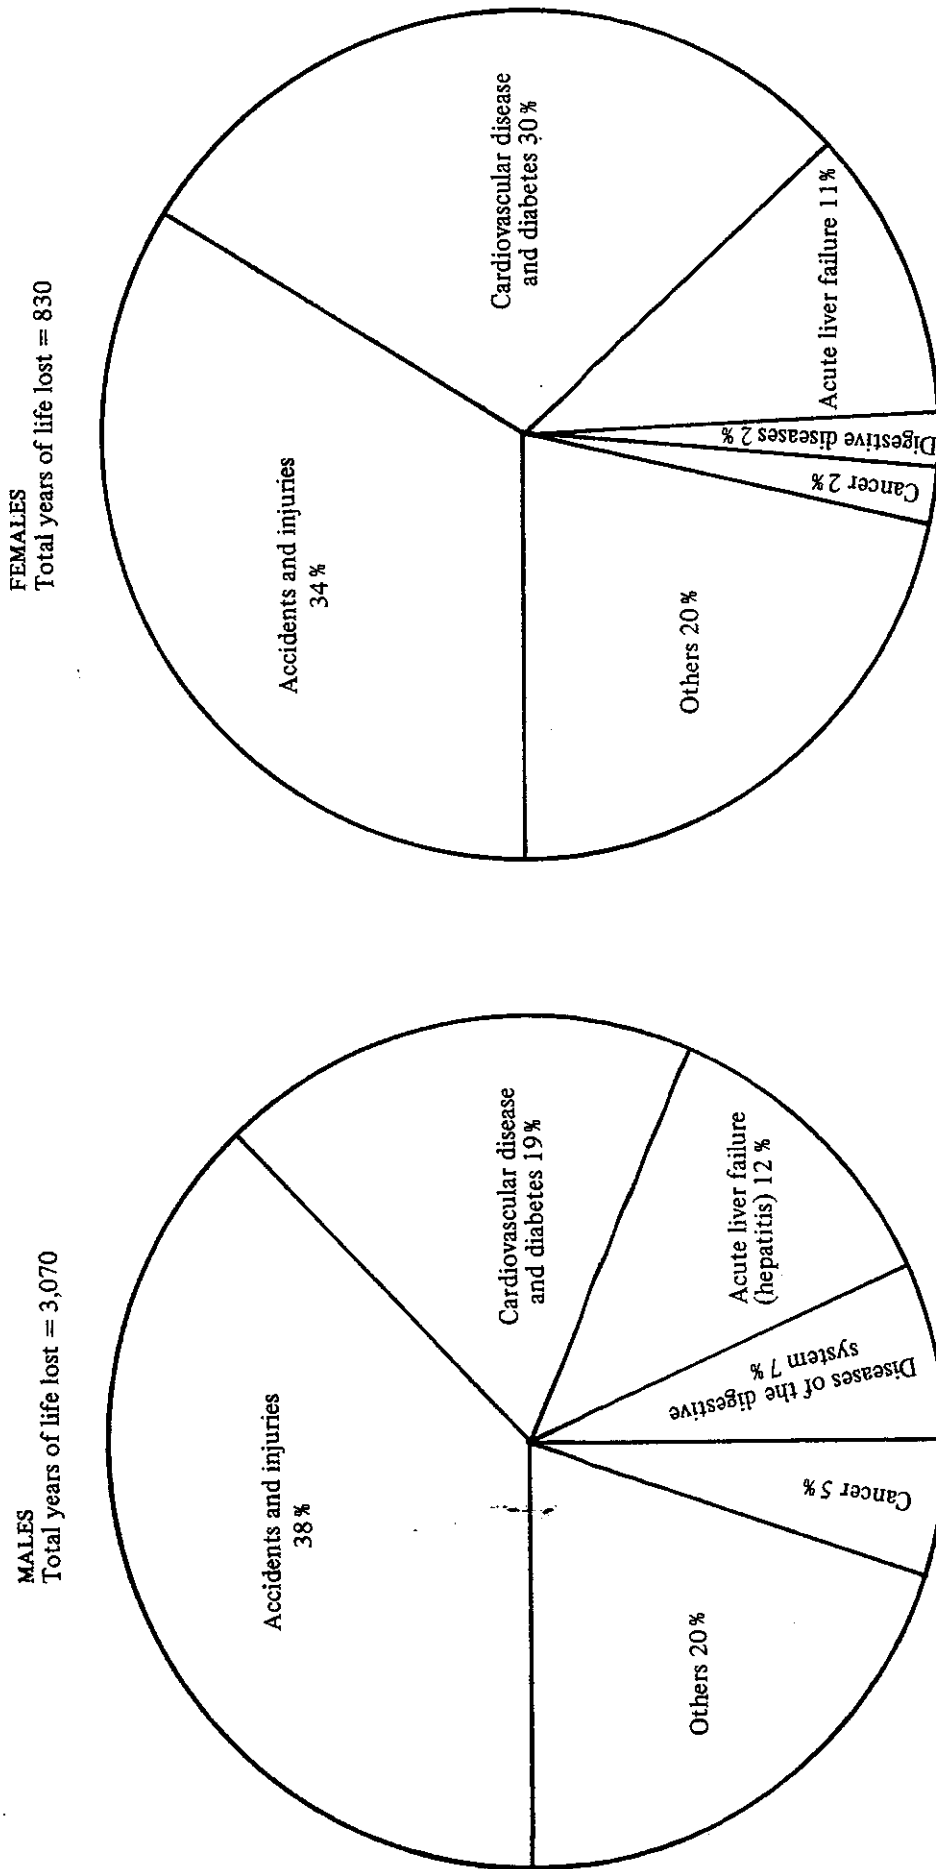 MALES
Total years of life lost = 3,070
Accidents and injuries
38%
Cardiovascular disease
and diabetes 19%
Acute liver failure
(hepatitis) 12 %
Diseases of the digestive
system 7%
Cancer 5%
Others 20%
FEMALES
Total years of life lost = 830
Accidents and injuries
34%
Cardiovascular disease
and diabetes 30%
Acute liver failure 11%
Digestive diseases 2%
Cancer 2%
Others 20%